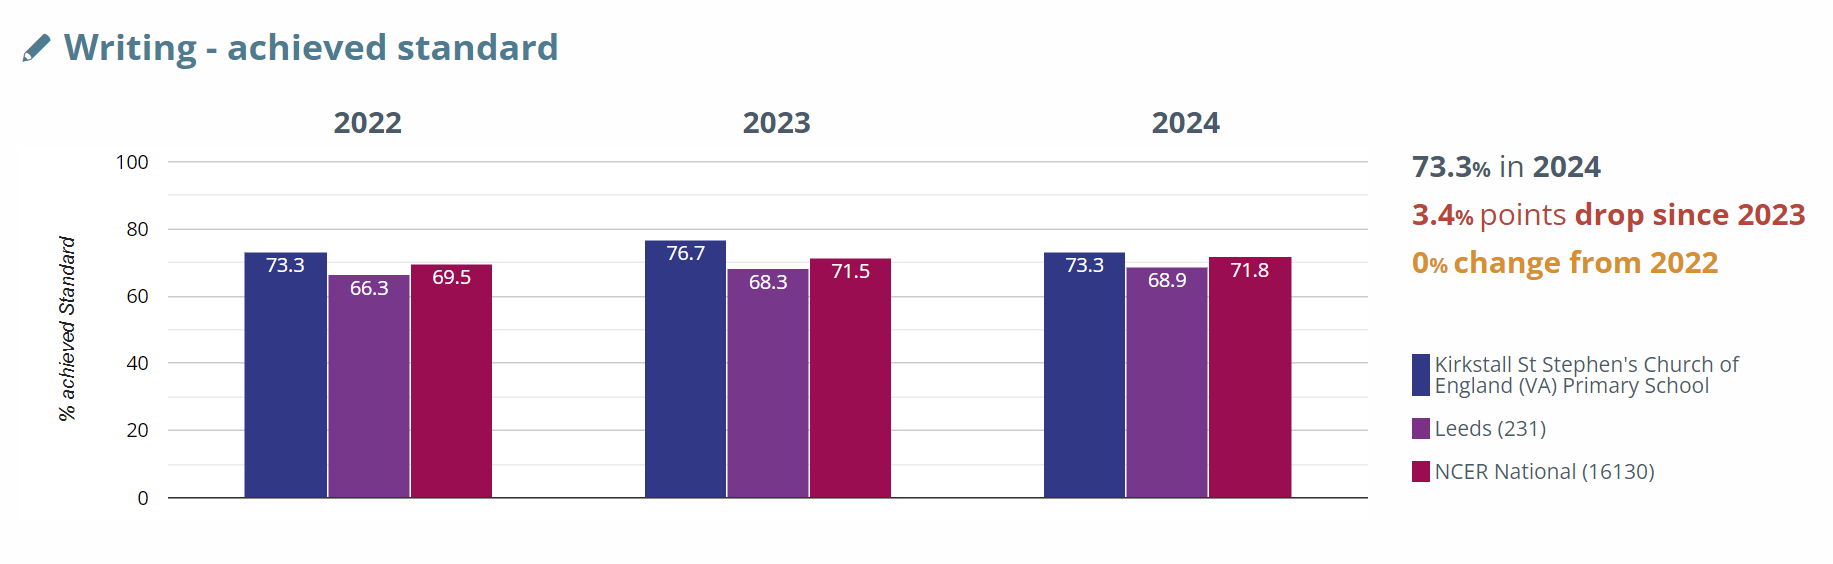 Writing - achieved standard
2022 2023 2024
100
80
60
40
20
0
% achieved Standard
73.3 66.3 69.5
76.7 68.3 71.5
73.3 68.9 71.8
73.3% in 2024
3.4% points drop since 2023
0% change from 2022
Kirkstall St Stephen's Church of
England (VA) Primary School
Leeds (231)
NCER National (16130)